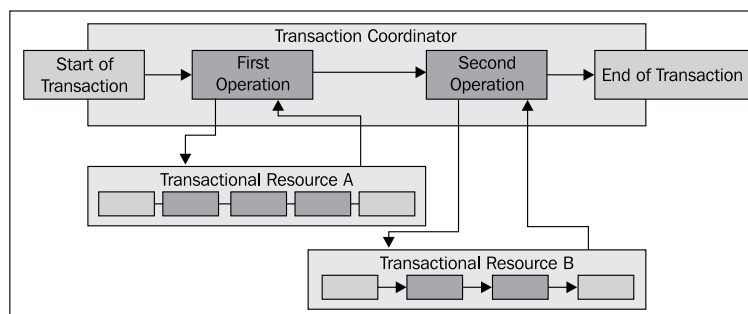 Transaction Coordinator
Start of
Transaction
First
Operation
Second
Operation
End of Transaction
Transactional Resource A
Transactional Resource B